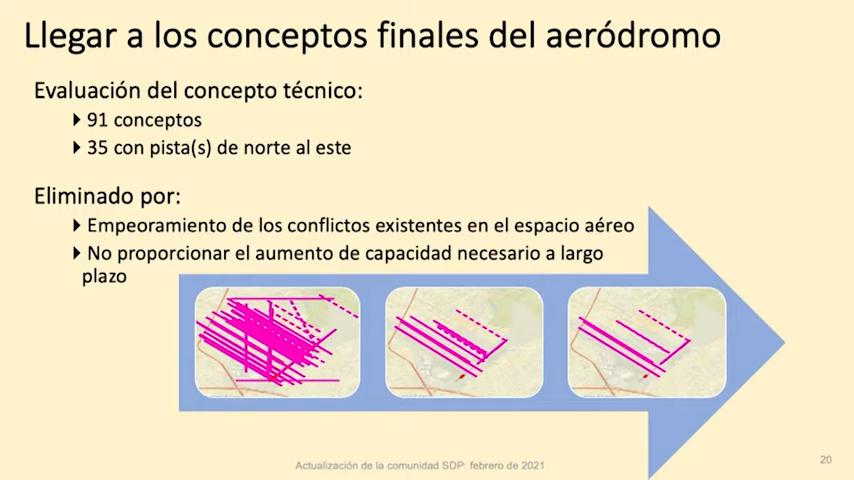 Llegar a los conceptos finales del aeródromo
Evaluación del concepto técnico:
91 conceptos
35 con pista(s) de norte al este
Eliminado por:
Empeoramiento de los conflictos existentes en el espacio aéreo
No proporcionar el aumento de capacidad necesario a largo
plazo
Actualización de la comunidad SDP: febrero de 2021
20